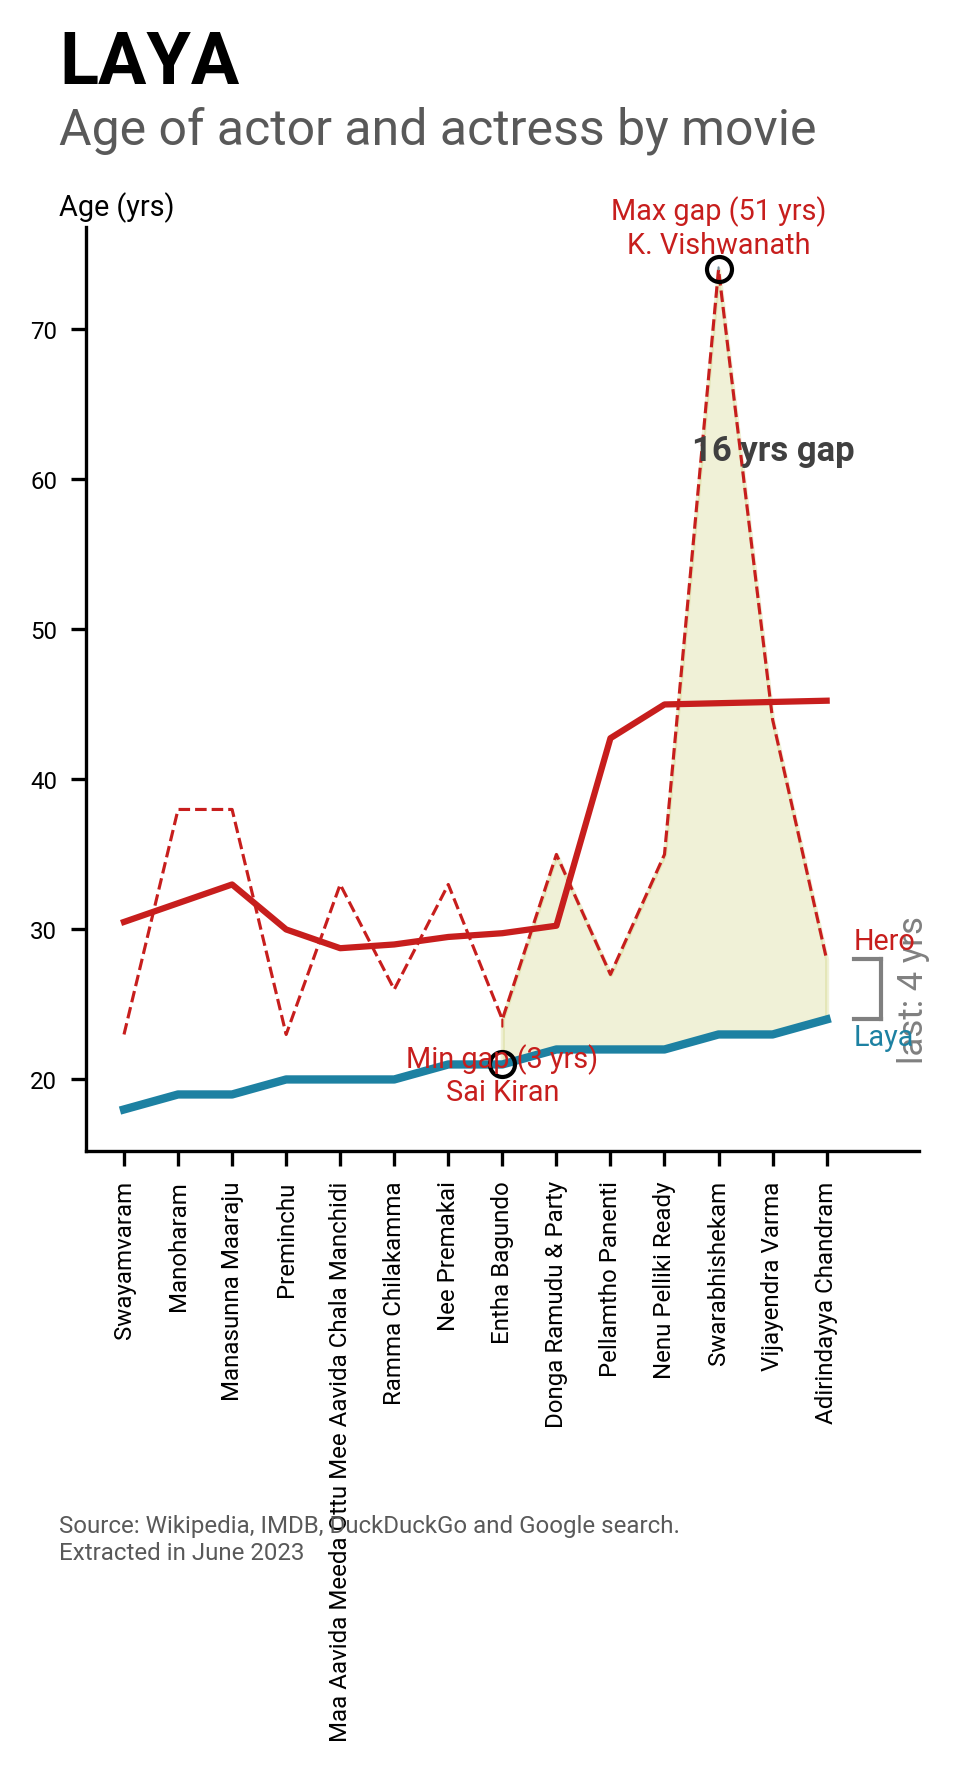 LAYA
Age of actor and actress by movie
Age (yrs)
Max gap (51 yrs)
K. Vishwanath
70
16 yrs gap
60
50
40
30
Hero
last: 4 yrs
Laya
Min gap (3 yrs)
Sai Kiran
20
Swayamvaram
Manoharam
Manasunna Maaraju
Preminchu
Maa Aavida Meeda Ottu Mee Aavida Chala Manchidi
Ramma Chilakamma
Nee Premakai
Entha Bagundo
Donga Ramudu & Party
Pellamtho Panenti
Nenu Pelliki Ready
Swarabhishekam
Vijayendra Varma
Adirindayya Chandram
Source: Wikipedia, IMDB, DuckDuckGo and Google search.
Extracted in June 2023